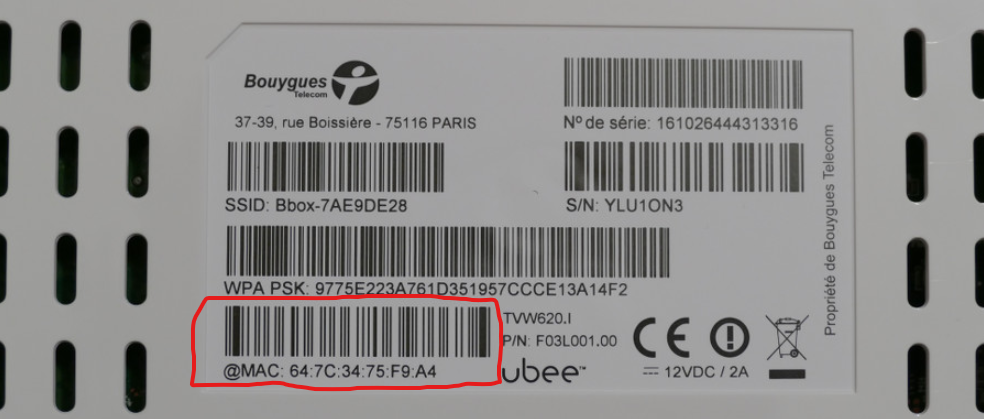 Bouygues
Telecom
37-39, rue Boissière - 75116 PARIS
Nº de série: 161026444313316
SSID: Bbox-7AE9DE28
S/N: YLU1ON3
WPA PSK: 9775E223A761D351957CCCE13A14F2
@MAC: 64:7C:34:75:F9:A4
TVW620.I
P/N: F03L001.00
ubee™
CE
12VDC / 2A
Propriété de Bouygues Telecom